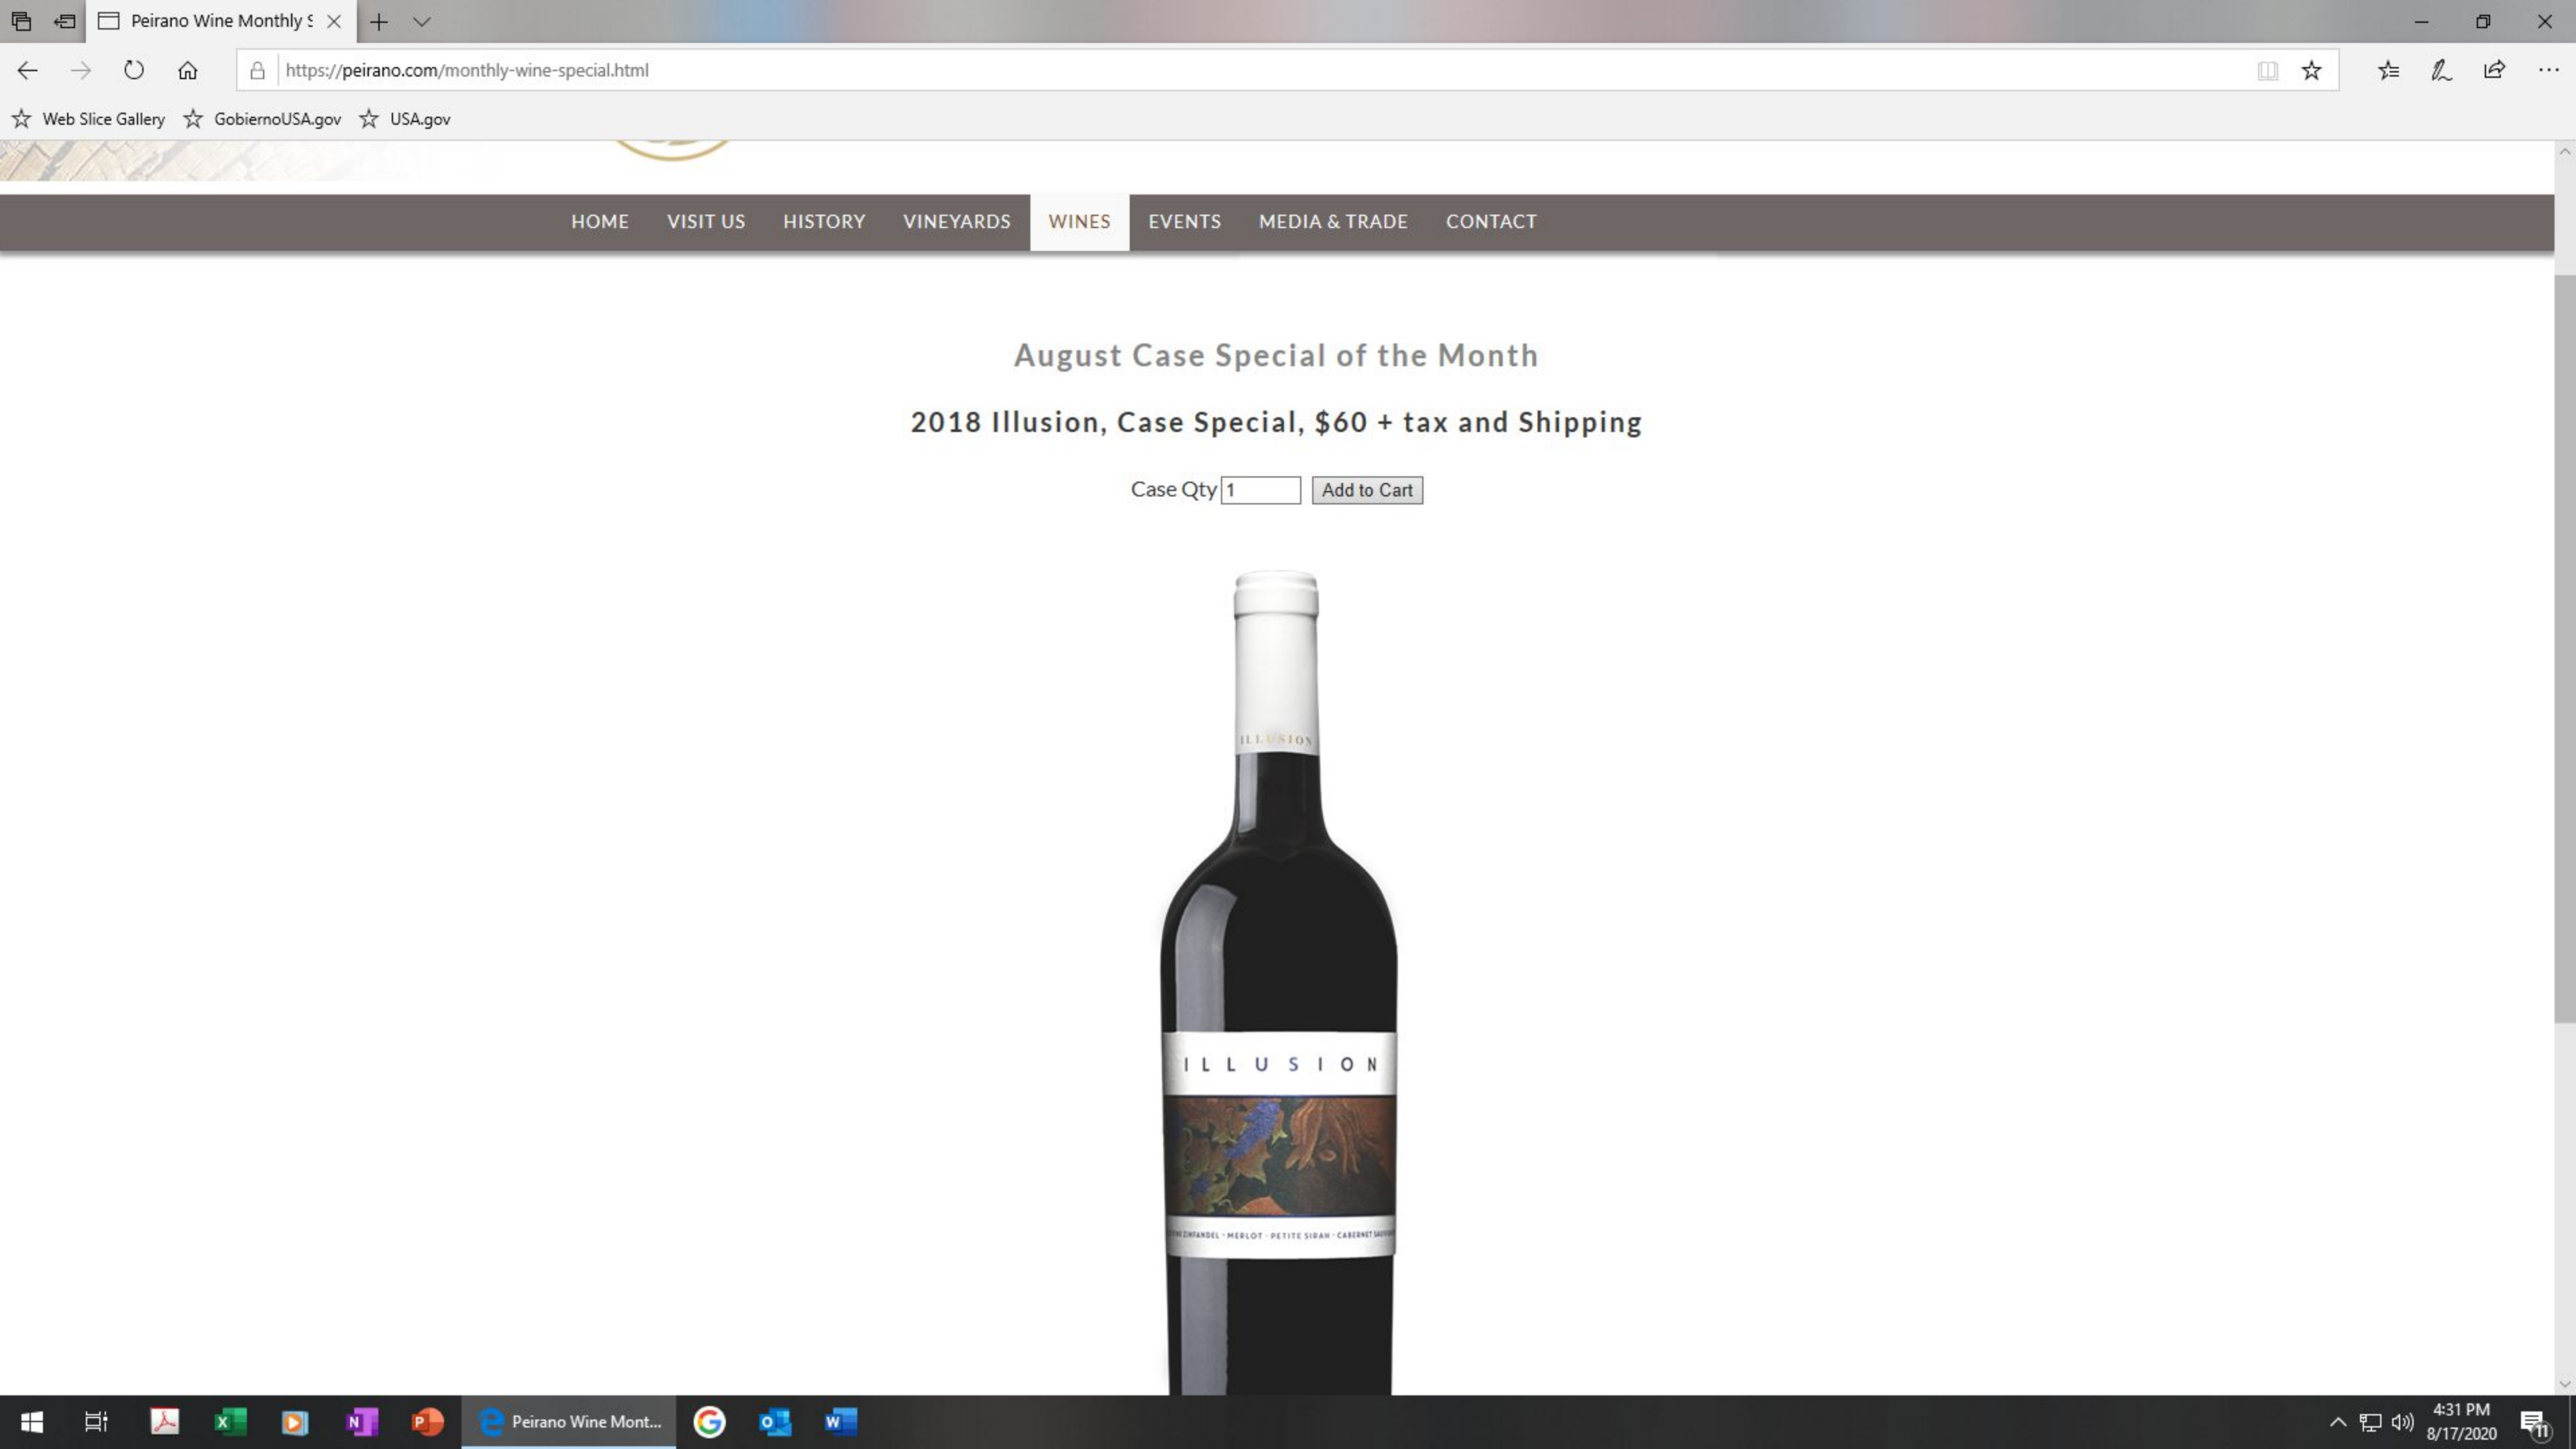 Peirano Wine Monthly S
https://peirano.com/monthly-wine-special.html
Web Slice Gallery GobiernoUSA.gov USA.gov
HOME VISIT US HISTORY VINEYARDS WINES EVENTS MEDIA & TRADE CONTACT
August Case Special of the Month
2018 Illusion, Case Special, $60 + tax and Shipping
Case Qty 1 Add to Cart
ILLUSION
ILLUSION
ZINFANDEL · MERLOT · PETITE SIRAH · CABERNET
Peirano Wine Mont...
4:31 PM
8/17/2020
11